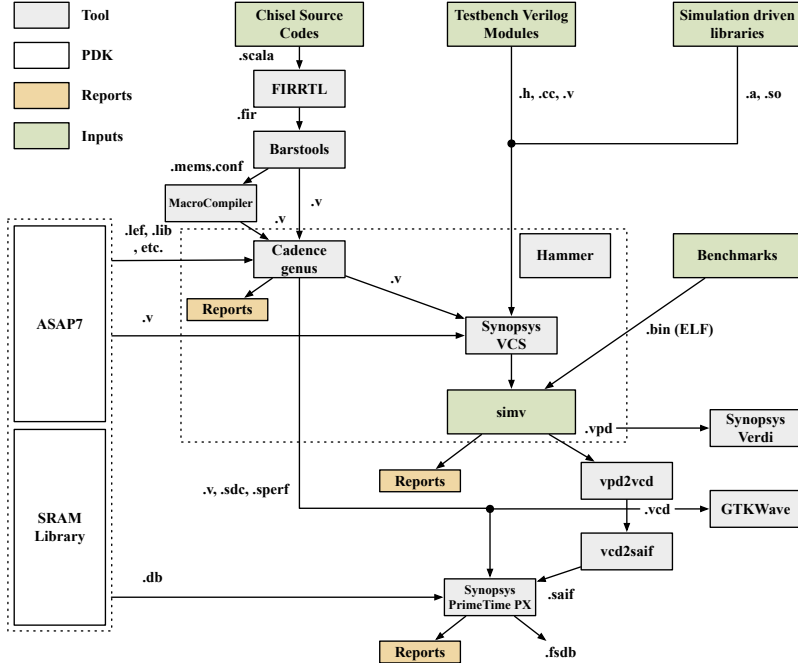 Tool
PDK
Reports
Inputs
Chisel Source
Codes
Testbench Verilog
Modules
Simulation driven
libraries
.scala
FIRRTL
.h, .cc, .v
.a, .so
.fir
Barstools
.mems.conf
MacroCompiler
.v
.v
.lef, .lib
, etc.
Cadence
genus
Hammer
Benchmarks
Reports
.v
ASAP7
.v
Synopsys
VCS
.bin (ELF)
simv
.vpd
Synopsys
Verdi
Reports
vpd2vcd
.v, .sdc, .sperf
.vcd
GTKWave
SRAM
Library
vcd2saif
.db
Synopsys
PrimeTime PX
.saif
Reports
.fsdb